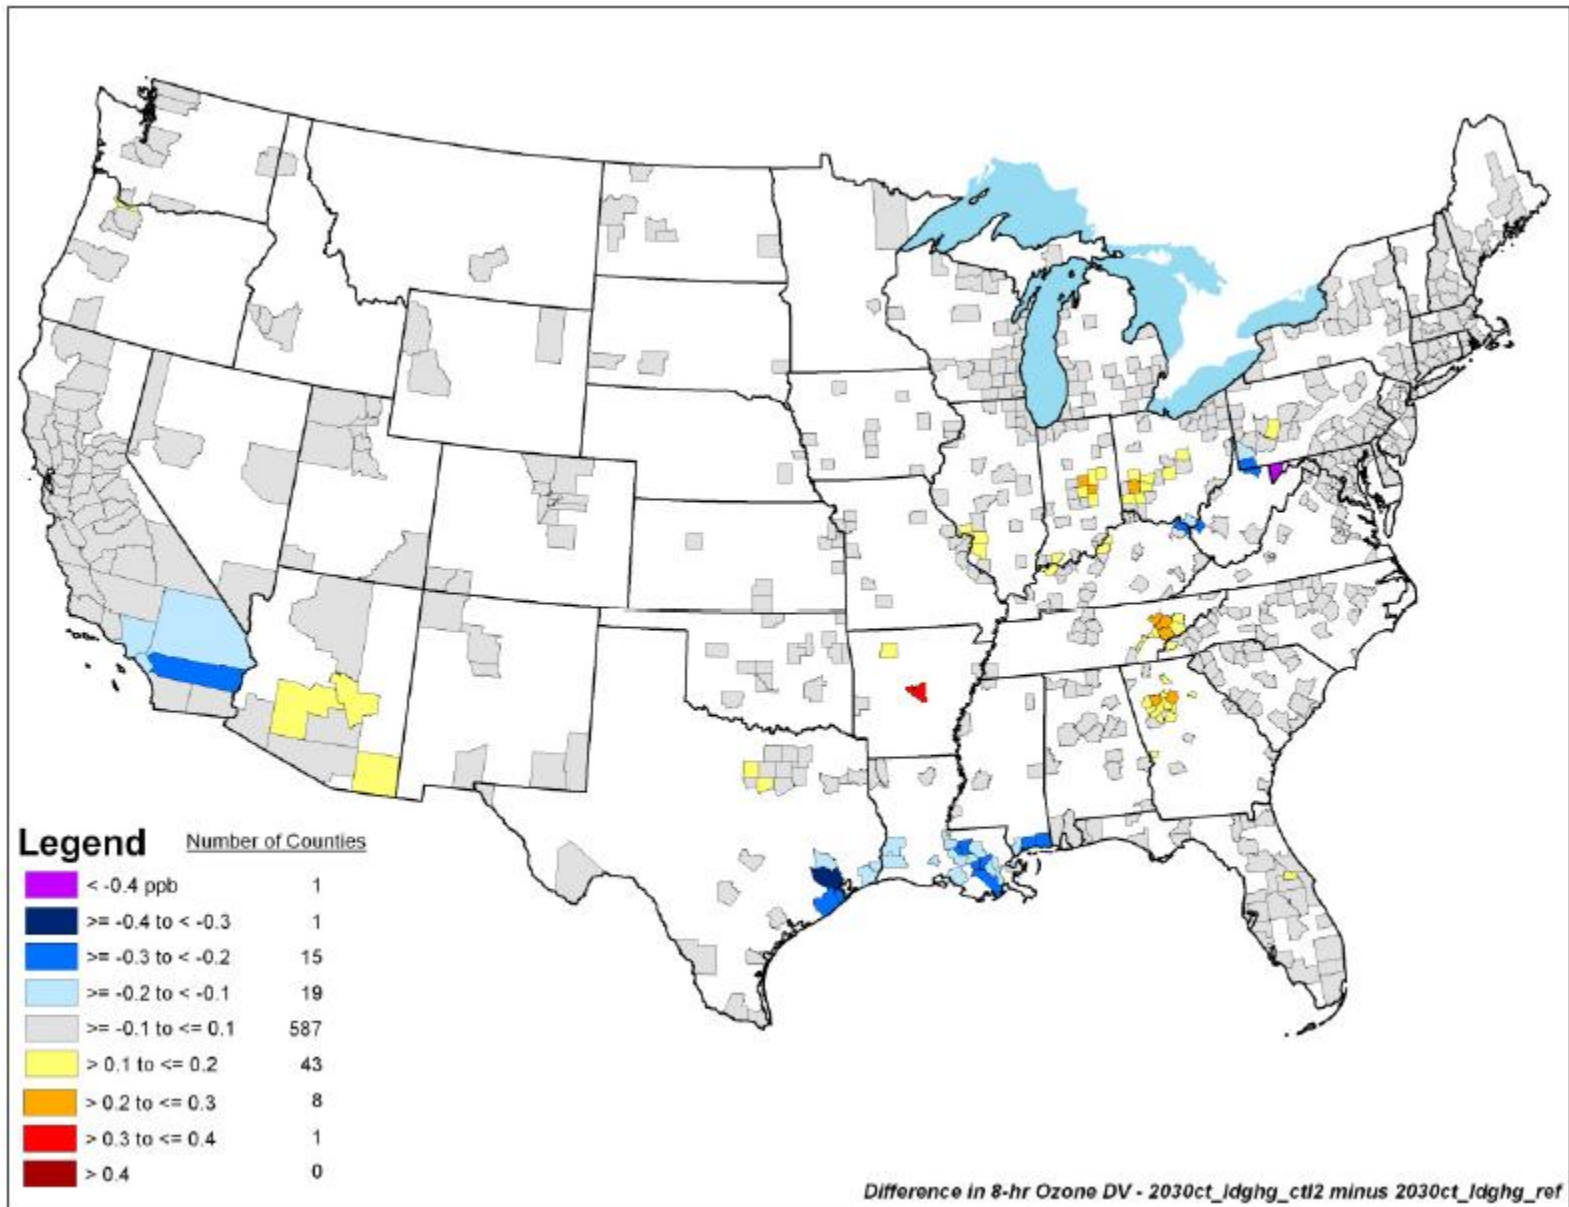 Legend Number of Counties
< -0.4 ppb 1
>= -0.4 to < -0.3 1
>= -0.3 to < -0.2 15
>= -0.2 to < -0.1 19
>= -0.1 to <= 0.1 587
> 0.1 to <= 0.2 43
> 0.2 to <= 0.3 8
> 0.3 to <= 0.4 1
> 0.4 0
Difference in 8-hr Ozone DV - 2030ct_ldghg_ctl2 minus 2030ct_ldghg_ref